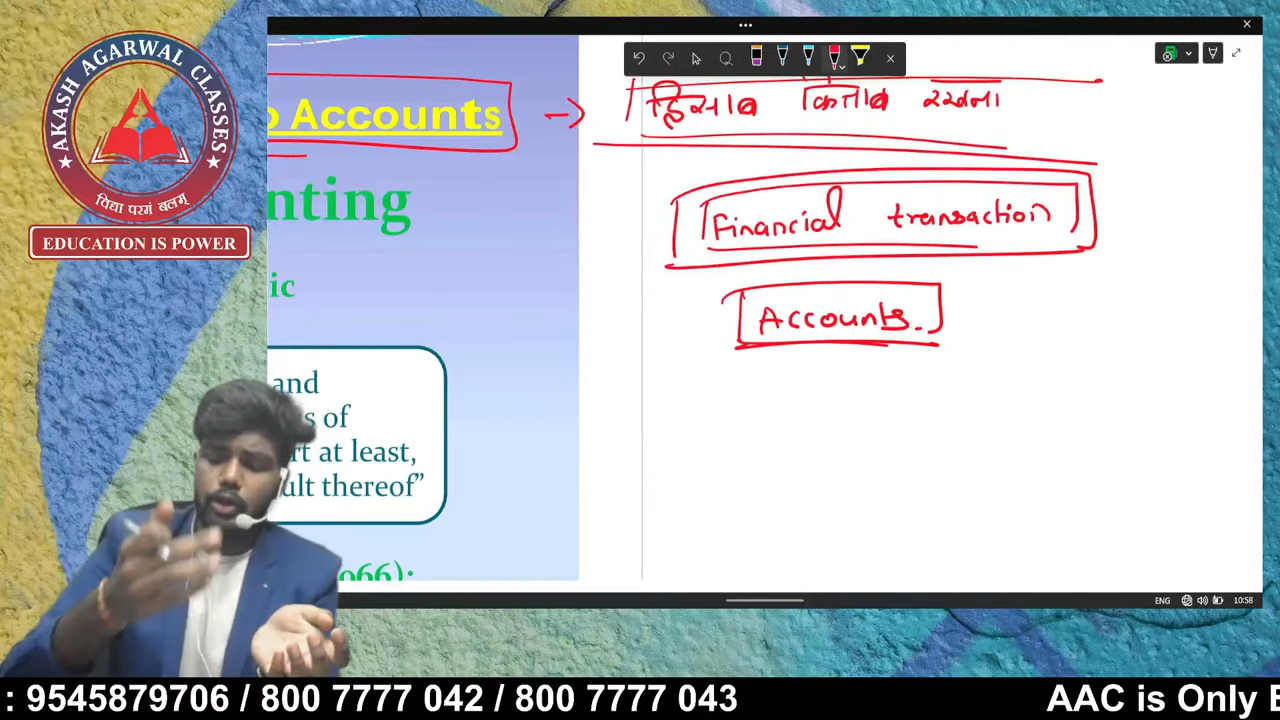 AKASH AGARWAL CLASSES
विद्या परमं बलम्
EDUCATION IS POWER
o Accounts
हिसाब किताब रखना
nting
Financial transaction
ic
Accounts.
and
s of
rt at least,
ult thereof”
066):
ENG
10:58
: 9545879706 / 800 7777 042 / 800 7777 043
AAC is Only E